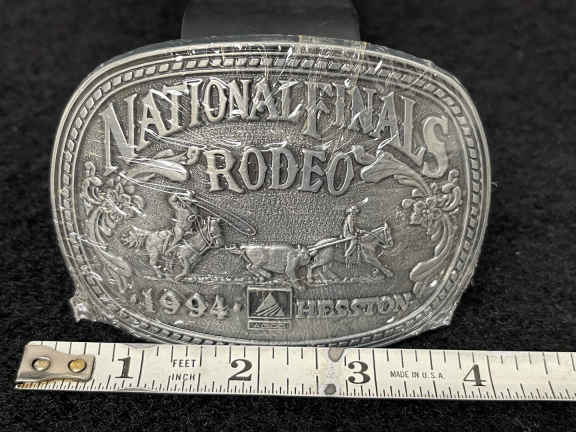 NATIONAL FINALS
RODEO
·1994· HESSTON
1 FEET INCH 2 3 MADE IN U.S.A. 4